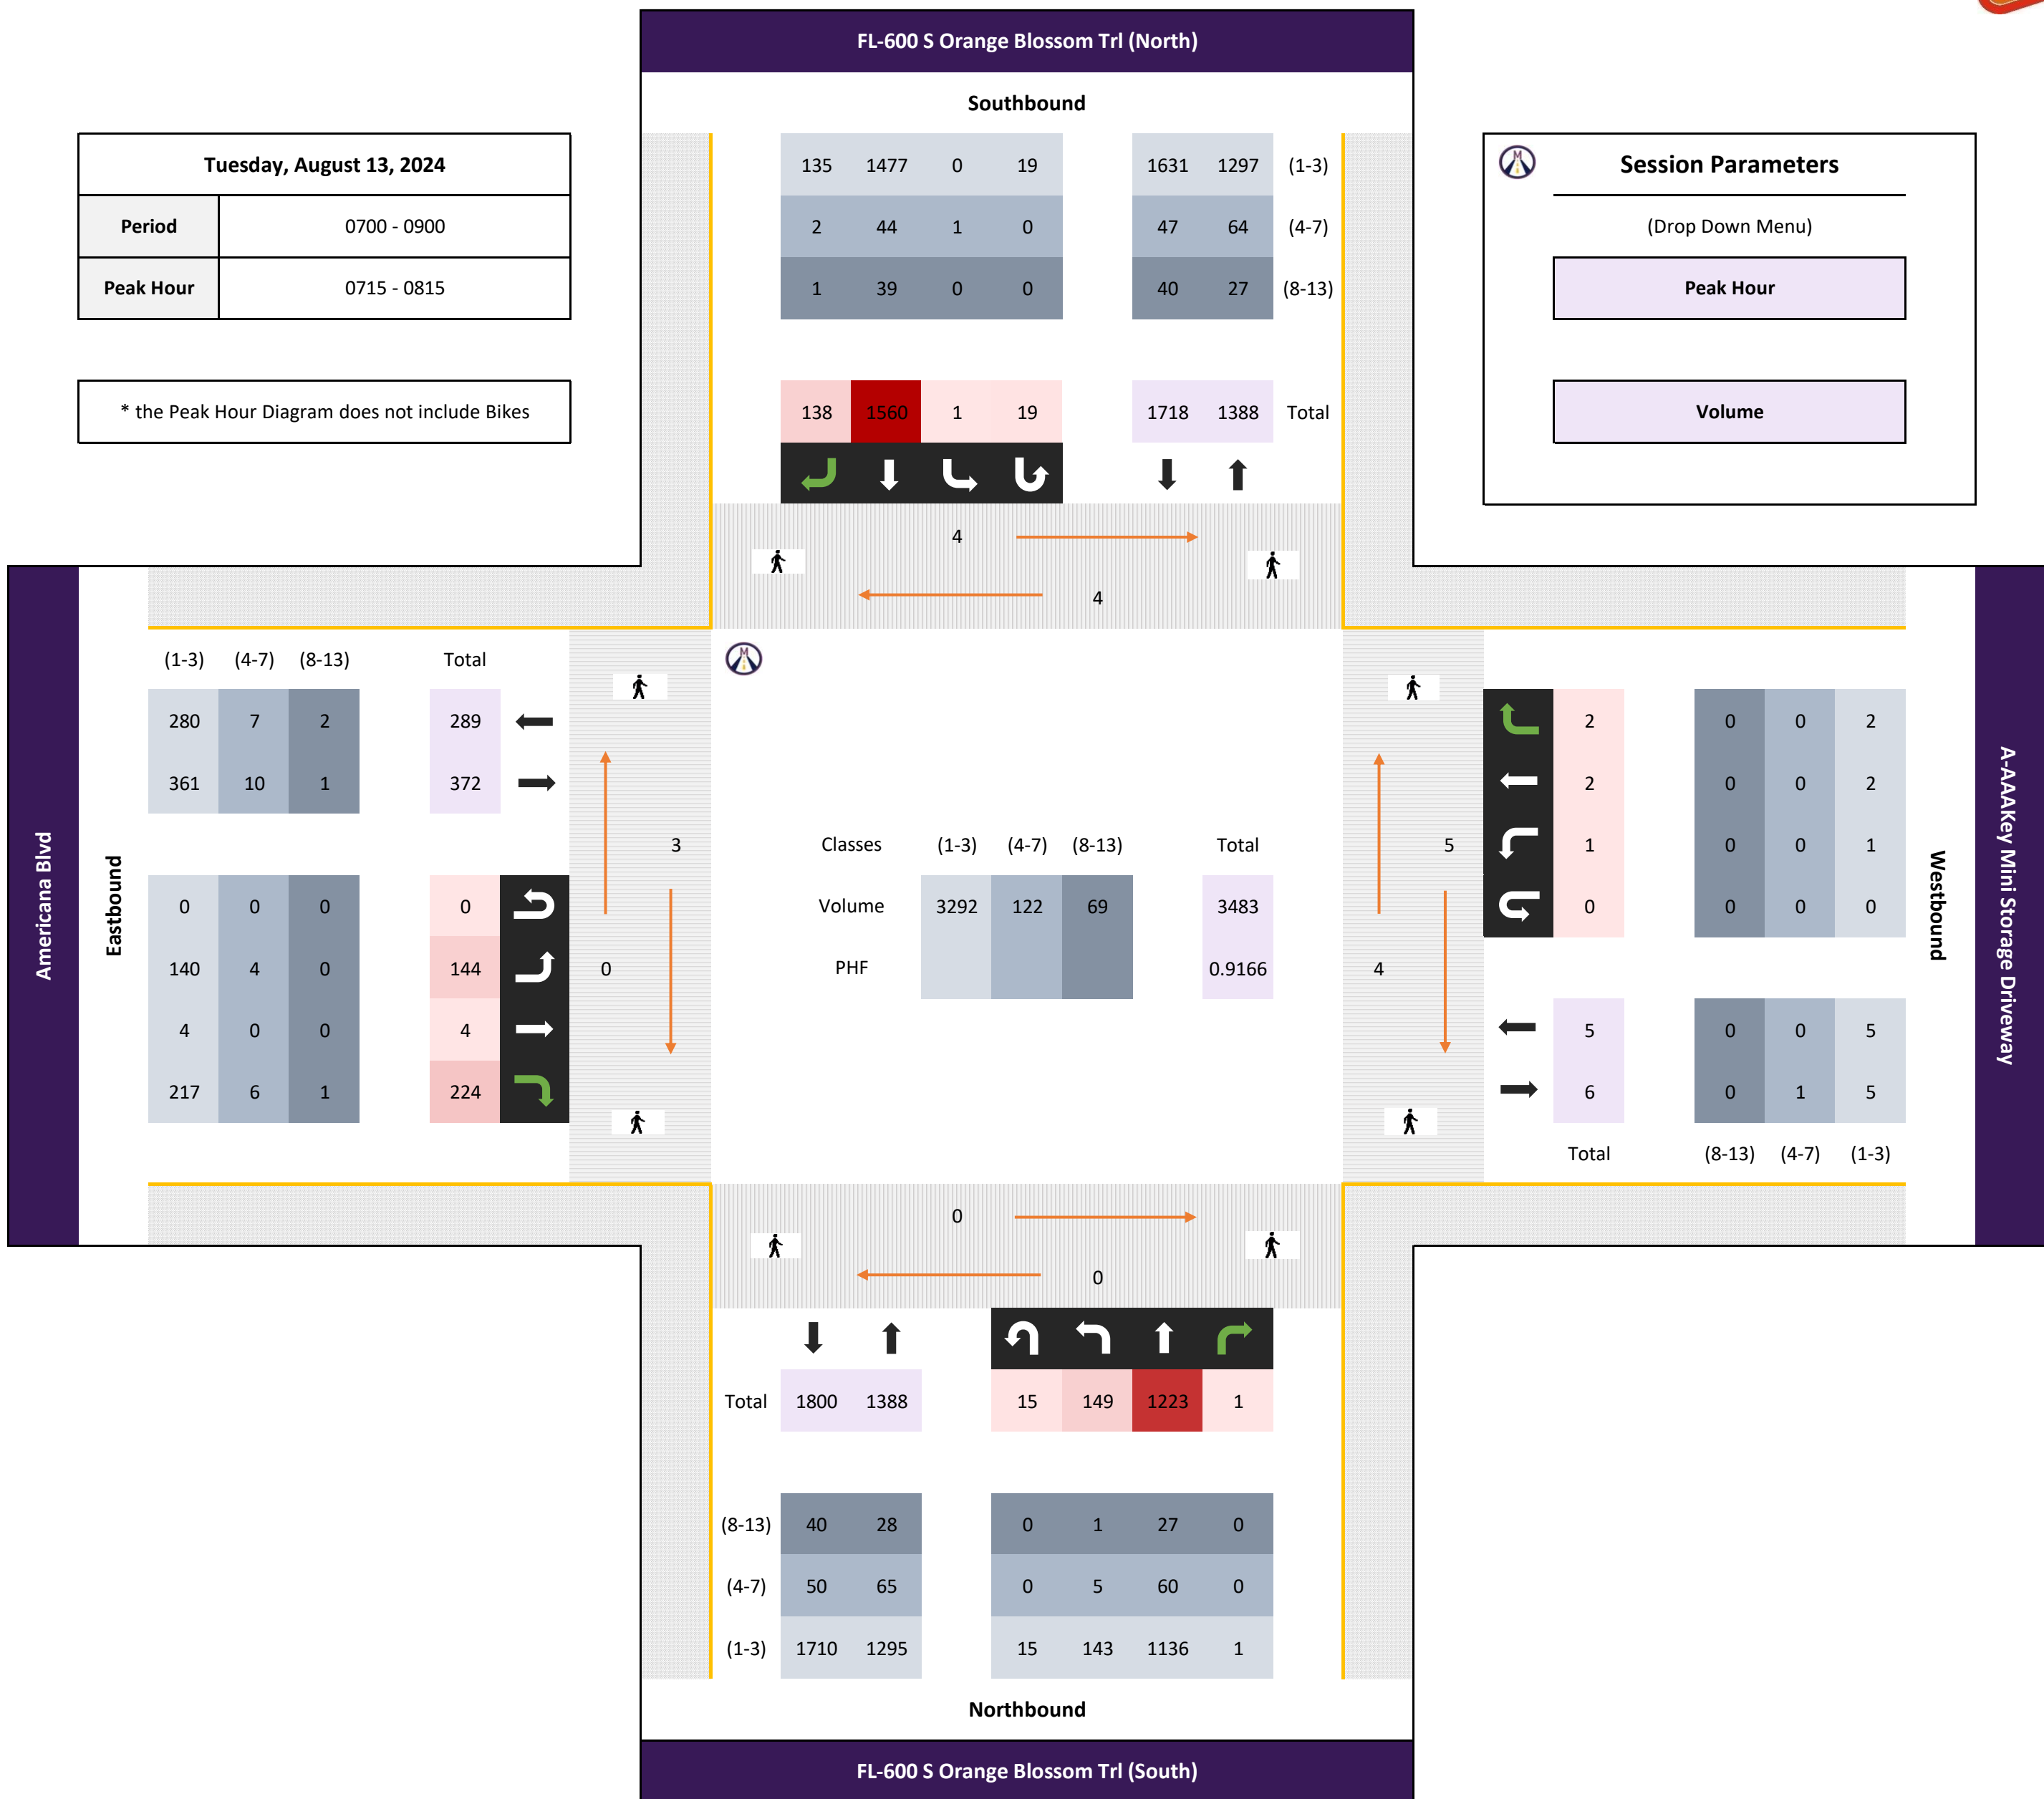 FL-600 S Orange Blossom Trl (North)
Southbound
Tuesday, August 13, 2024
Period 0700 - 0900
Peak Hour 0715 - 0815
* the Peak Hour Diagram does not include Bikes
135 1477 0 19 1631 1297 (1-3)
2 44 1 0 47 64 (4-7)
1 39 0 0 40 27 (8-13)
138 1560 1 19 1718 1388 Total
M
Session Parameters
(Drop Down Menu)
Peak Hour
Volume
4
4
Americana Blvd
Eastbound
(1-3) (4-7) (8-13) Total
280 7 2 289
361 10 1 372
0 0 0 0
140 4 0 144
4 0 0 4
217 6 1 224
3
0
M
Classes (1-3) (4-7) (8-13) Total
Volume 3292 122 69 3483
PHF 0.9166
5
4
2 0 0 2
2 0 0 2
1 0 0 1
0 0 0 0
5 0 0 5
6 0 1 5
Total (8-13) (4-7) (1-3)
Westbound
A-AAAKey Mini Storage Driveway
0
0
Total 1800 1388 15 149 1223 1
(8-13) 40 28 0 1 27 0
(4-7) 50 65 0 5 60 0
(1-3) 1710 1295 15 143 1136 1
Northbound
FL-600 S Orange Blossom Trl (South)